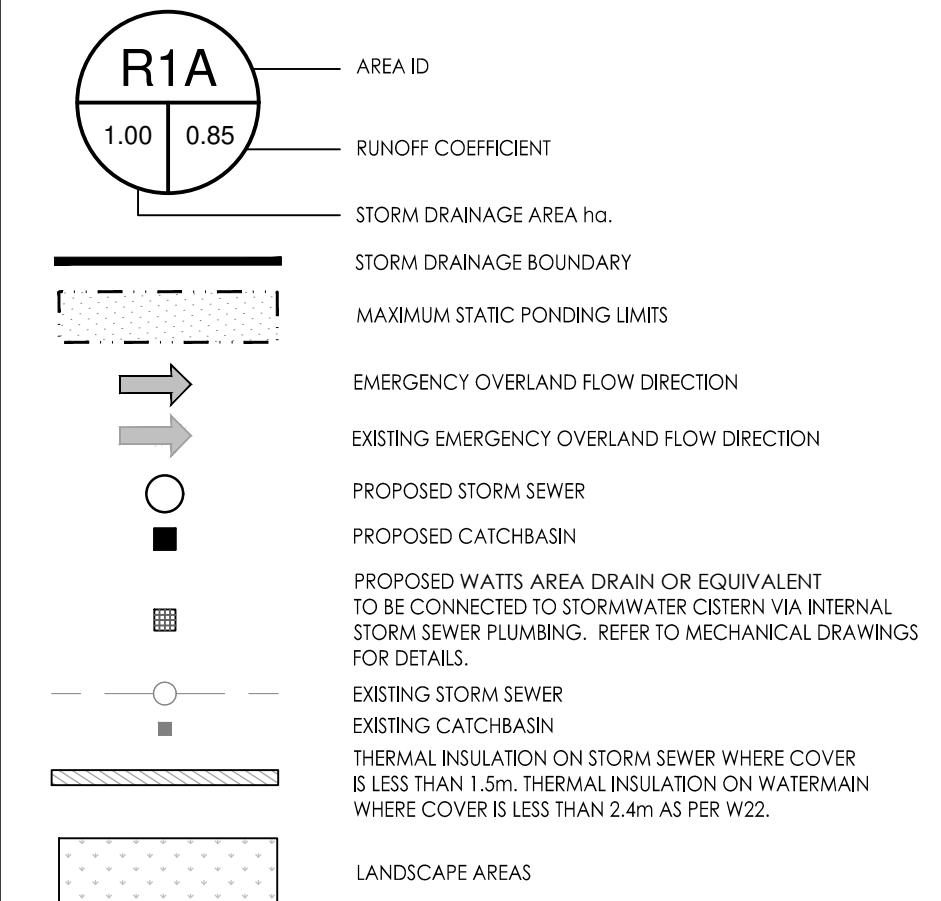 R1A
AREA ID
1.00 0.85
RUNOFF COEFFICIENT
STORM DRAINAGE AREA ha.
STORM DRAINAGE BOUNDARY
MAXIMUM STATIC PONDING LIMITS
EMERGENCY OVERLAND FLOW DIRECTION
EXISTING EMERGENCY OVERLAND FLOW DIRECTION
PROPOSED STORM SEWER
PROPOSED CATCHBASIN
PROPOSED WATTS AREA DRAIN OR EQUIVALENT
TO BE CONNECTED TO STORMWATER CISTERN VIA INTERNAL
STORM SEWER PLUMBING. REFER TO MECHANICAL DRAWINGS
FOR DETAILS.
EXISTING STORM SEWER
EXISTING CATCHBASIN
THERMAL INSULATION ON STORM SEWER WHERE COVER
IS LESS THAN 1.5m. THERMAL INSULATION ON WATERMAIN
WHERE COVER IS LESS THAN 2.4m AS PER W22.
LANDSCAPE AREAS